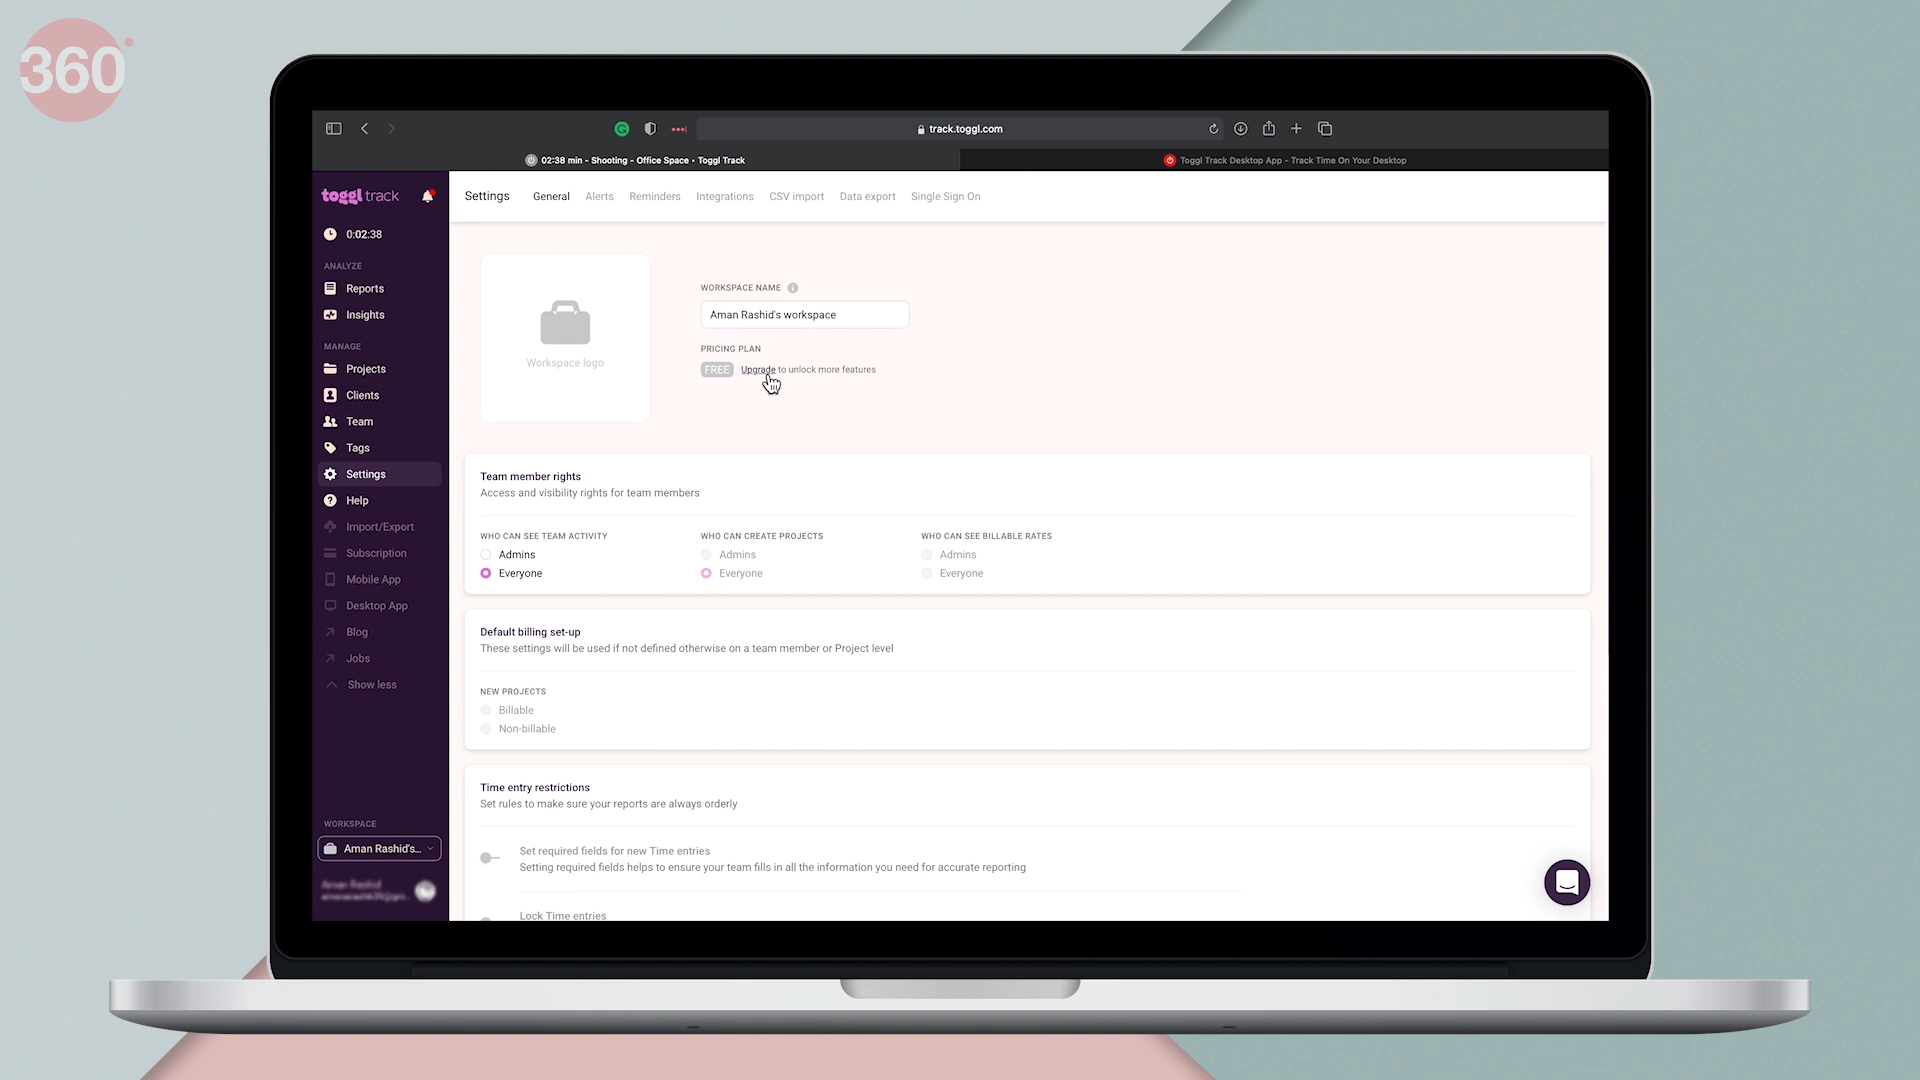 360
track.toggl.com
02:38 min - Shooting - Office Space • Toggl Track
Toggl Track Desktop App - Track Time On Your Desktop
toggl track
0:02:38
ANALYZE
Reports
Insights
MANAGE
Projects
Clients
Team
Tags
Settings
Help
Import/Export
Subscription
Mobile App
Desktop App
Blog
Jobs
Show less
WORKSPACE
Aman Rashid's...
Settings General Alerts Reminders Integrations CSV import Data export Single Sign On
Workspace logo
WORKSPACE NAME
Aman Rashid's workspace
PRICING PLAN
FREE Upgrade to unlock more features
Team member rights
Access and visibility rights for team members
WHO CAN SEE TEAM ACTIVITY
Admins
Everyone
WHO CAN CREATE PROJECTS
Admins
Everyone
WHO CAN SEE BILLABLE RATES
Admins
Everyone
Default billing set-up
These settings will be used if not defined otherwise on a team member or Project level
NEW PROJECTS
Billable
Non-billable
Time entry restrictions
Set rules to make sure your reports are always orderly
Set required fields for new Time entries
Setting required fields helps to ensure your team fills in all the information you need for accurate reporting
Lock Time entries